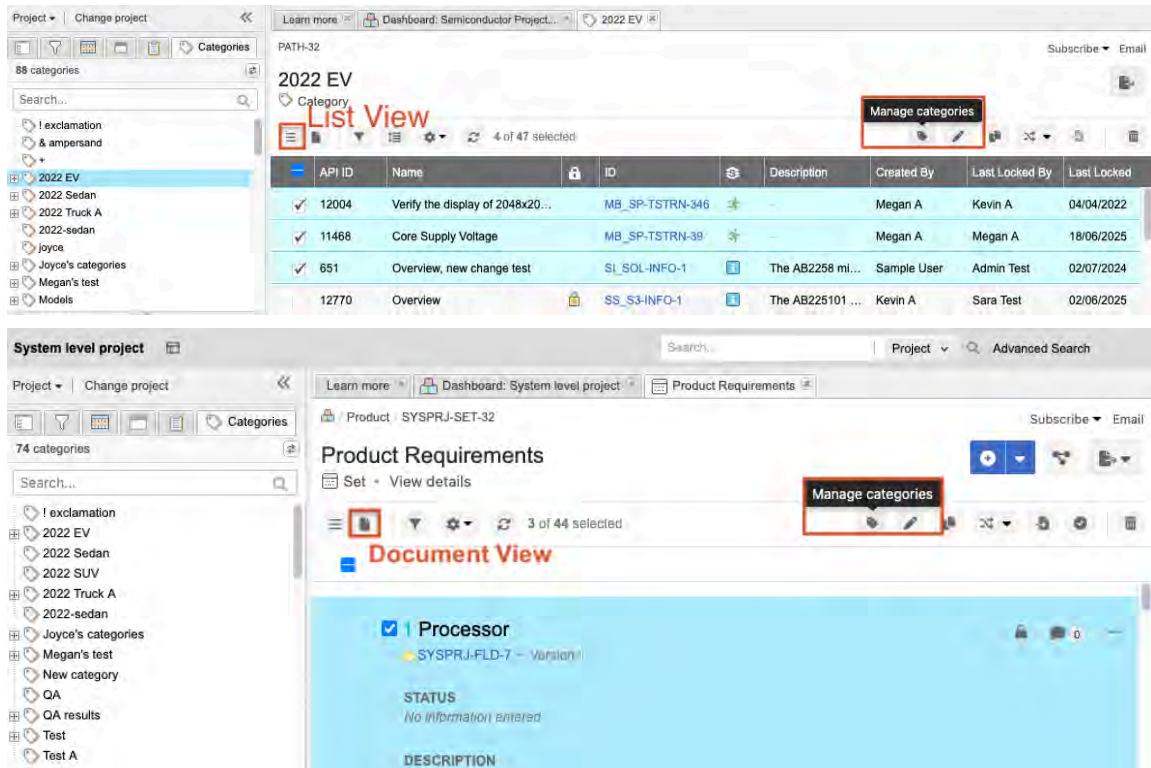 Project Change project
Learn more Dashboard: Semiconductor Project... 2022 EV
Categories
PATH-32
Subscribe Email
88 categories
2022 EV
Search...
Category
List View
Manage categories
! exclamation
& ampersand
+
2022 EV
2022 Sedan
2022 Truck A
2022-sedan
joyce
Joyce's categories
Megan's test
Models
4 of 47 selected
API ID Name ID Description Created By Last Locked By Last Locked
12004 Verify the display of 2048x20... MB_SP-TSTRN-346 - Megan A Kevin A 04/04/2022
11468 Core Supply Voltage MB_SP-TSTRN-39 - Megan A Megan A 18/06/2025
651 Overview, new change test SI_SOL-INFO-1 The AB2258 mi... Sample User Admin Test 02/07/2024
12770 Overview SS_S3-INFO-1 The AB225101 ... Kevin A Sara Test 02/06/2025
System level project
Search...
Project Advanced Search
Project Change project
Learn more Dashboard: System level project Product Requirements
Categories
Product / SYSPRJ-SET-32
Subscribe Email
74 categories
Product Requirements
Search...
Set • View details
Manage categories
3 of 44 selected
Document View
! exclamation
2022 EV
2022 Sedan
2022 SUV
2022 Truck A
2022-sedan
Joyce's categories
Megan's test
New category
QA
QA results
Test
Test A
1 Processor
0
SYSPRJ-FLD-7 – Version
STATUS
No information entered
DESCRIPTION